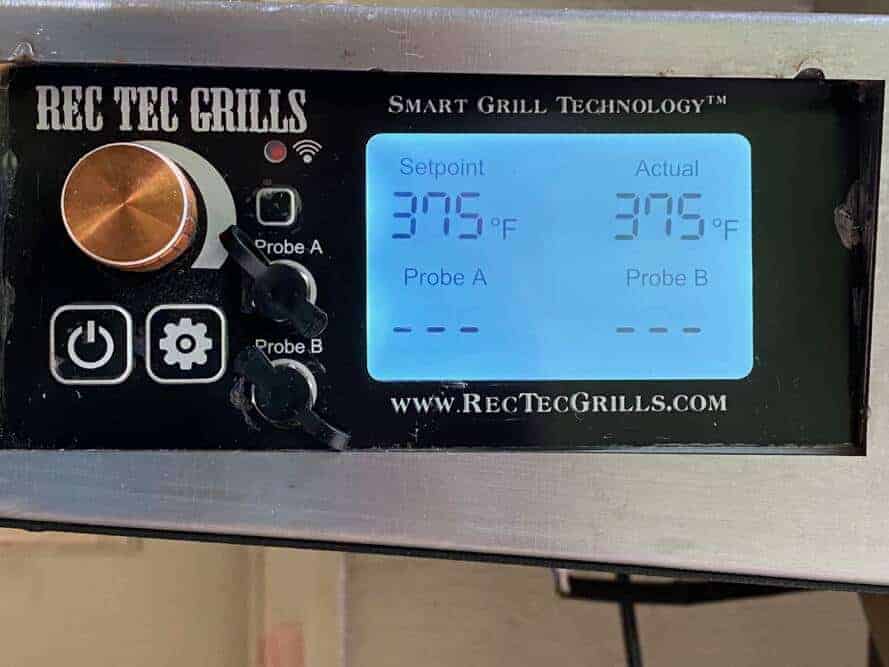 REC TEC GRILLS
SMART GRILL TECHNOLOGY™
Probe A
Probe B
Setpoint Actual
375°F 375°F
Probe A Probe B
--- ---
WWW.RECTECGRILLS.COM